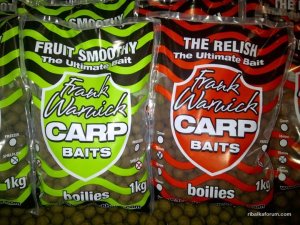 FRUIT SMOOTHY
The Ultimate Bait
Frank
Warwick
CARP
BAITS
boilies
1kg
THE RELISH
The Ultimate Bait
Frank
Warwick
CARP
BAITS
boilies
1kg
ribalkaforum.com